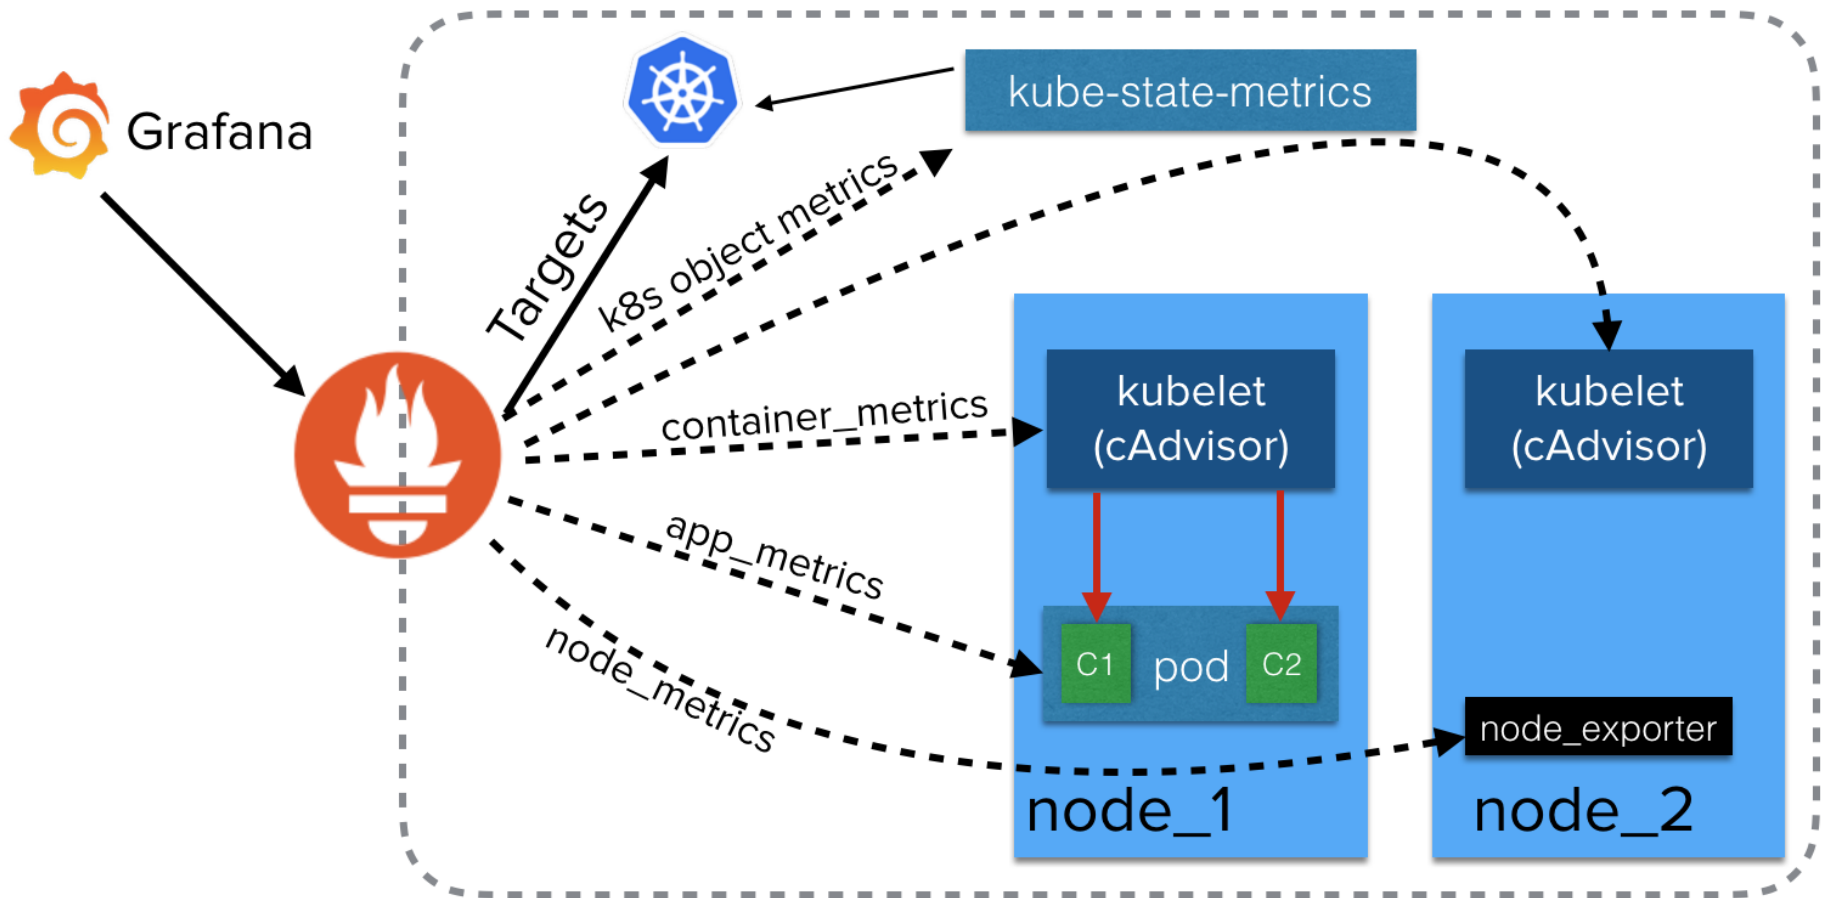 Grafana
kube-state-metrics
Targets
k8s object metrics
container_metrics
app_metrics
node_metrics
kubelet
(cAdvisor)
C1
pod
C2
node_1
kubelet
(cAdvisor)
node_exporter
node_2